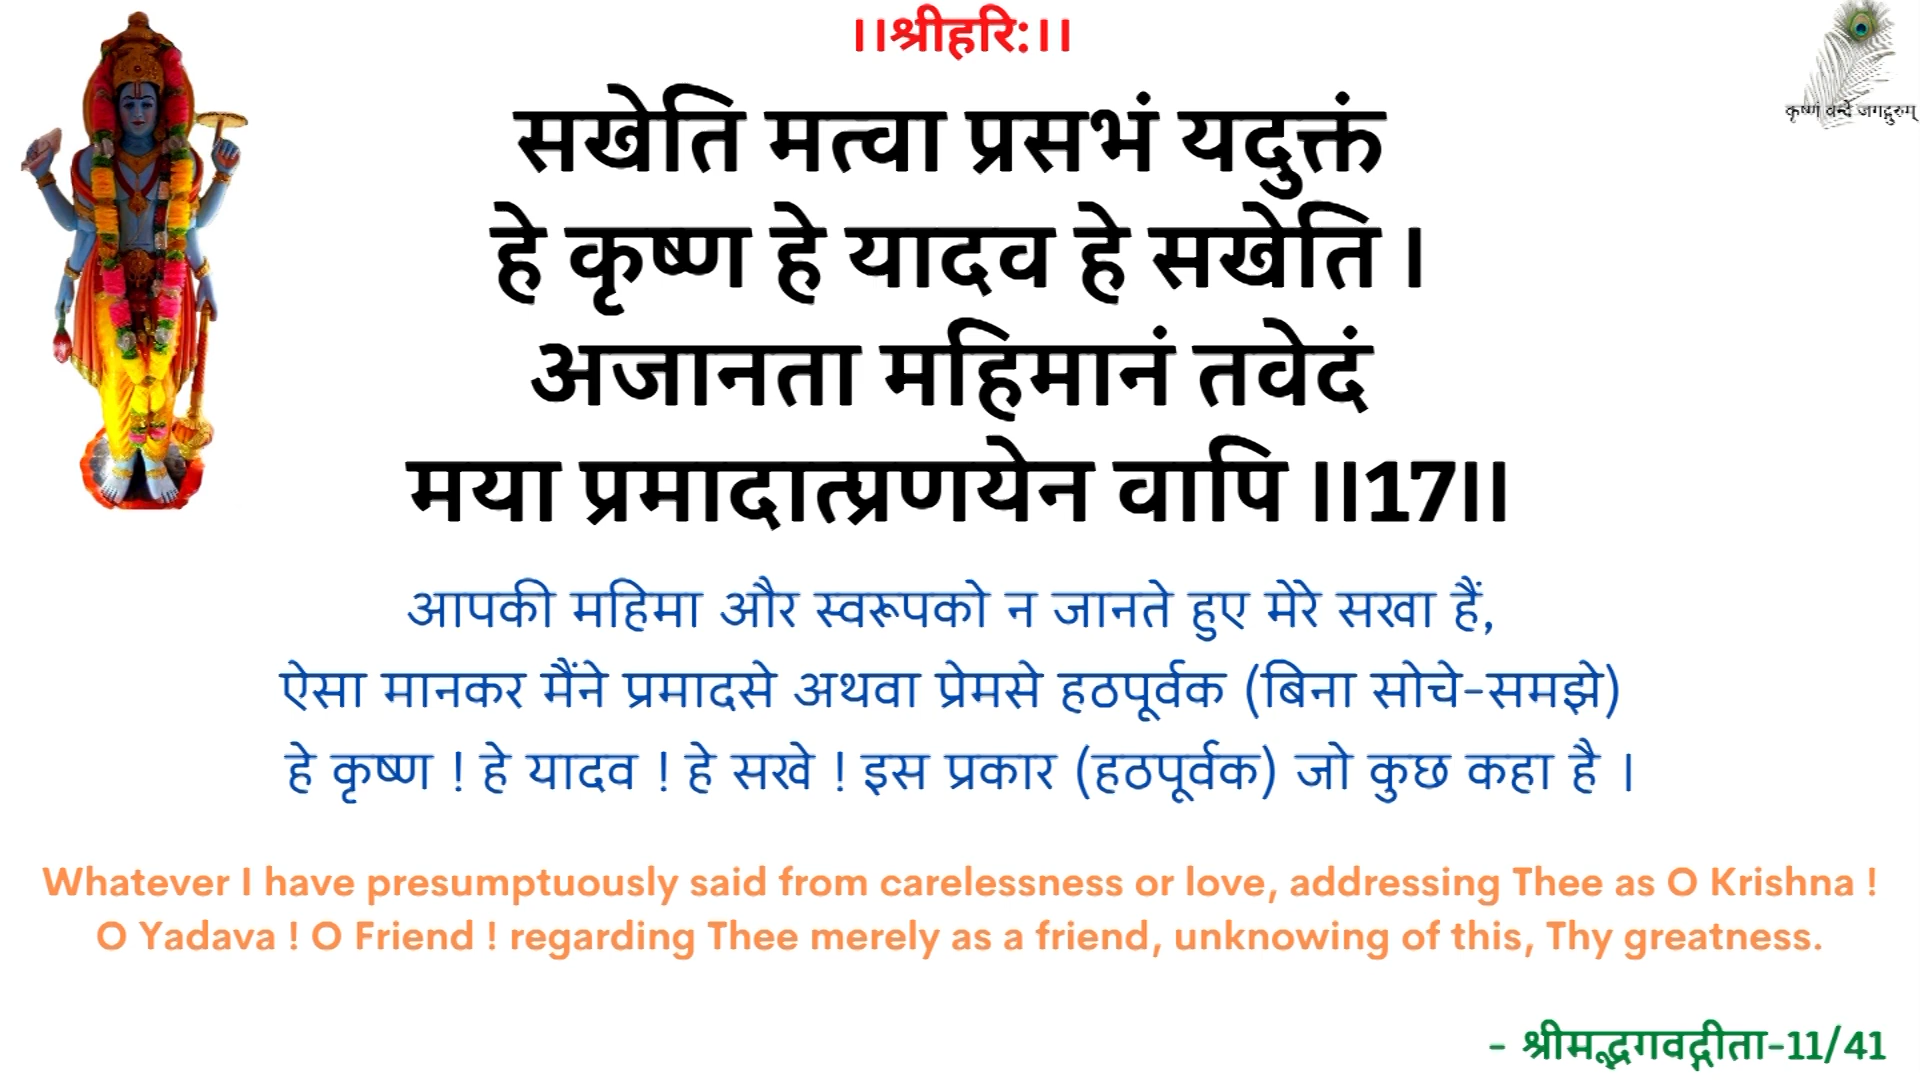 ।।श्रीहरि:।।
कृष्णं वन्दे जगद्गुरुम्
सखेति मत्वा प्रसभं यदुक्तं
हे कृष्ण हे यादव हे सखेति ।
अजानता महिमानं तवेदं
मया प्रमादात्प्रणयेन वापि ।।17।।
आपकी महिमा और स्वरूपको न जानते हुए मेरे सखा हैं,
ऐसा मानकर मैंने प्रमादसे अथवा प्रेमसे हठपूर्वक (बिना सोचे-समझे)
हे कृष्ण ! हे यादव ! हे सखे ! इस प्रकार (हठपूर्वक) जो कुछ कहा है ।
Whatever I have presumptuously said from carelessness or love, addressing Thee as O Krishna !
O Yadava ! O Friend ! regarding Thee merely as a friend, unknowing of this, Thy greatness.
- श्रीमद्भगवद्गीता-11/41